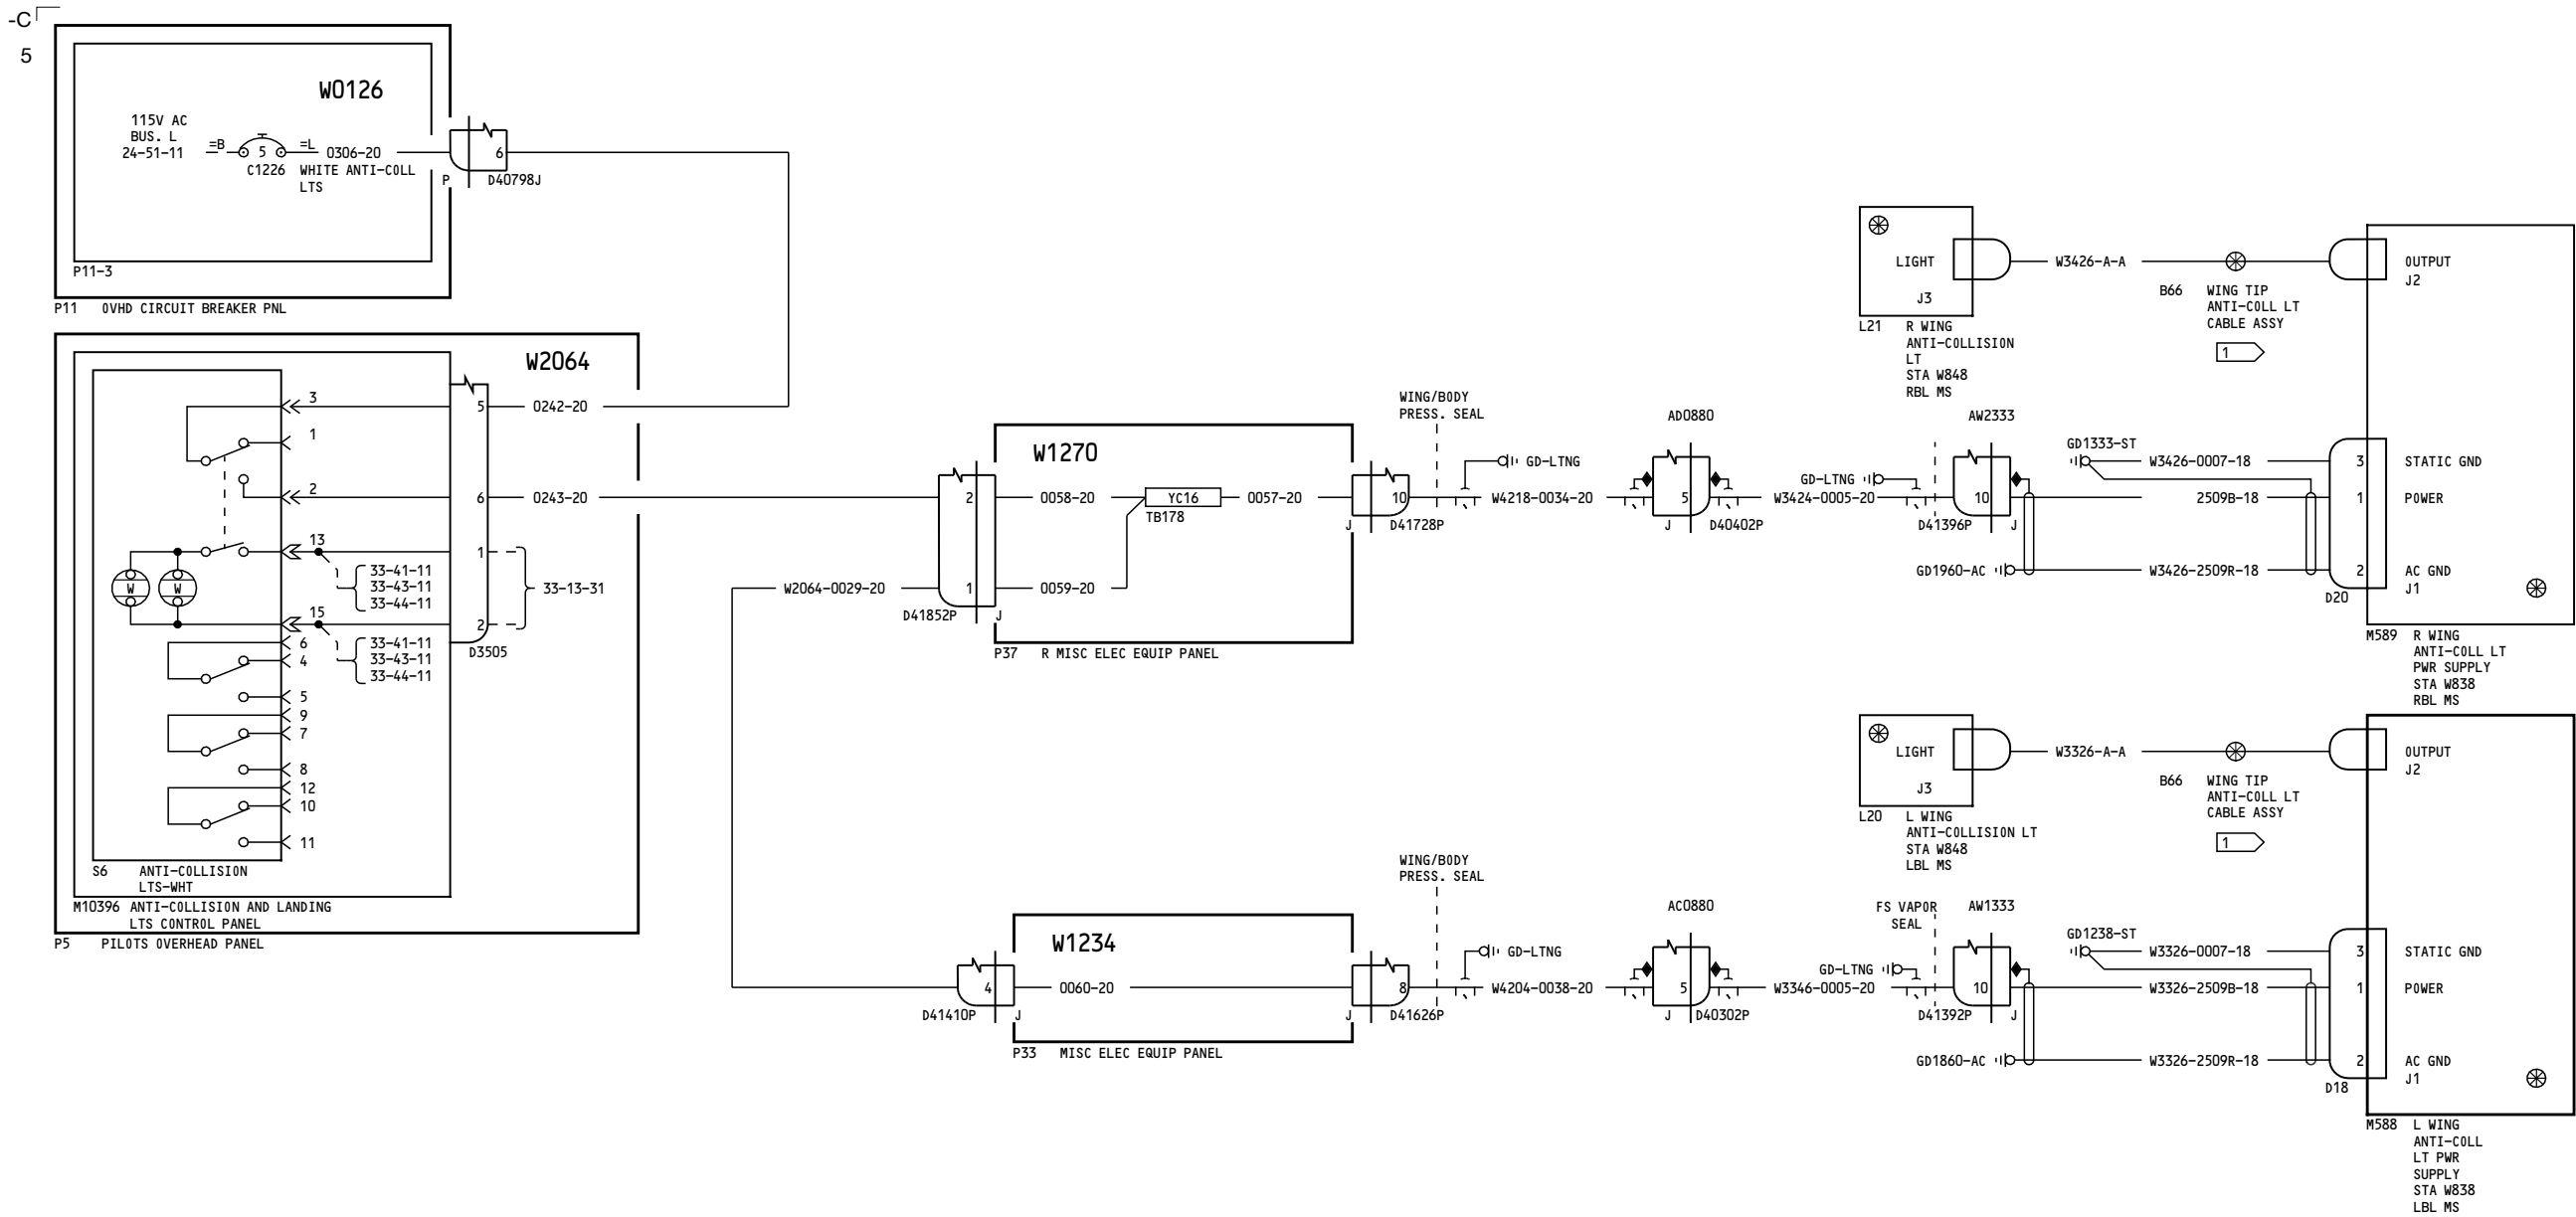 -C
5
W0126
115V AC
BUS. L
24-51-11
=B
5
=L
0306-20
C1226
WHITE ANTI-COLL
LTS
6
P
D40798J
P11-3
P11 OVHD CIRCUIT BREAKER PNL
W2064
3
5
0242-20
1
2
6
0243-20
13
1
33-41-11
33-43-11
33-44-11
33-13-31
W
W
15
2
33-41-11
33-43-11
33-44-11
D3505
6
4
5
9
7
8
12
10
11
S6 ANTI-COLLISION
LTS-WHT
M10396 ANTI-COLLISION AND LANDING
LTS CONTROL PANEL
P5 PILOTS OVERHEAD PANEL
W1270
2
0058-20
YC16
TB178
0057-20
10
J
D41728P
W2064-0029-20
1
0059-20
D41852P
J
P37 R MISC ELEC EQUIP PANEL
WING/BODY
PRESS. SEAL
GD-LTNG
W4218-0034-20
AD0880
5
J
D40402P
GD-LTNG
W3424-0005-20
AW2333
10
D41396P
J
GD1960-AC
L21 R WING
ANTI-COLLISION
LT
STA W848
RBL MS
LIGHT
J3
W3426-A-A
B66 WING TIP
ANTI-COLL LT
CABLE ASSY
1
OUTPUT
J2
GD1333-ST
W3426-0007-18
3
STATIC GND
2509B-18
1
POWER
W3426-2509R-18
2
AC GND
J1
D20
M589 R WING
ANTI-COLL LT
PWR SUPPLY
STA W838
RBL MS
W1234
4
0060-20
8
D41410P
J
J
D41626P
P33 MISC ELEC EQUIP PANEL
WING/BODY
PRESS. SEAL
GD-LTNG
W4204-0038-20
AC0880
5
J
D40302P
GD-LTNG
W3346-0005-20
FS VAPOR
SEAL
AW1333
10
D41392P
J
GD1860-AC
LIGHT
J3
L20 L WING
ANTI-COLLISION LT
STA W848
LBL MS
W3326-A-A
B66 WING TIP
ANTI-COLL LT
CABLE ASSY
1
OUTPUT
J2
GD1238-ST
W3326-0007-18
3
STATIC GND
W3326-2509B-18
1
POWER
W3326-2509R-18
2
AC GND
J1
D18
M588 L WING
ANTI-COLL
LT PWR
SUPPLY
STA W838
LBL MS